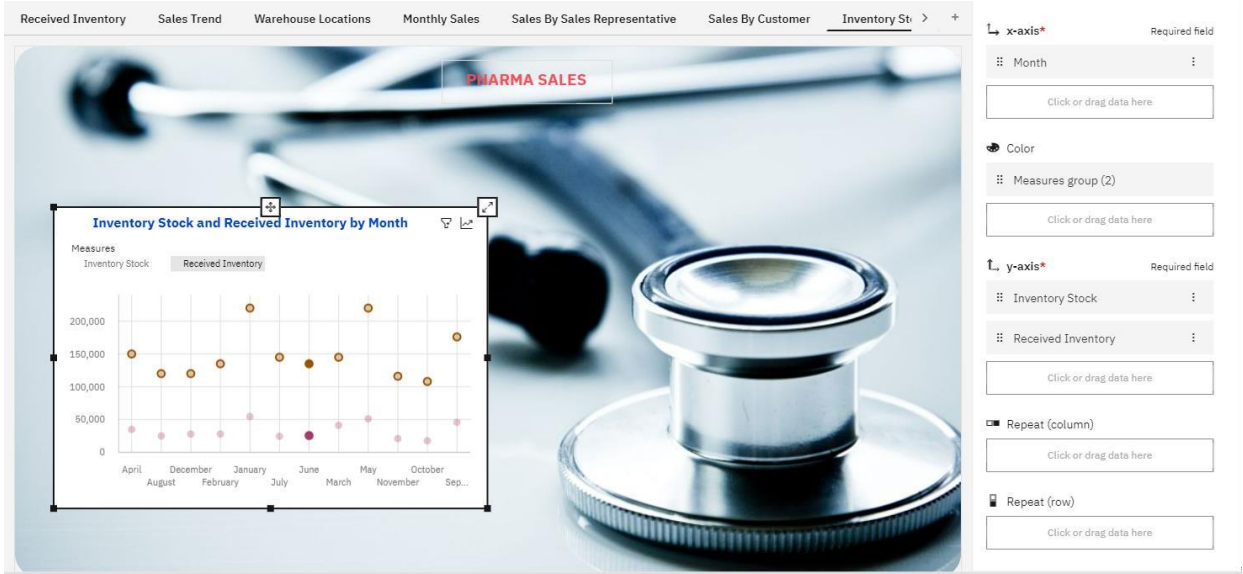 Received Inventory Sales Trend Warehouse Locations Monthly Sales Sales By Sales Representative Sales By Customer Inventory St
PHARMA SALES
Inventory Stock and Received Inventory by Month
Measures
Inventory Stock Received Inventory
200,000
150,000
100,000
50,000
0
April December January June May October
August February July March November Sep...
x-axis* Required field
Month
Click or drag data here
Color
Measures group (2)
Click or drag data here
y-axis* Required field
Inventory Stock
Received Inventory
Click or drag data here
Repeat (column)
Click or drag data here
Repeat (row)
Click or drag data here